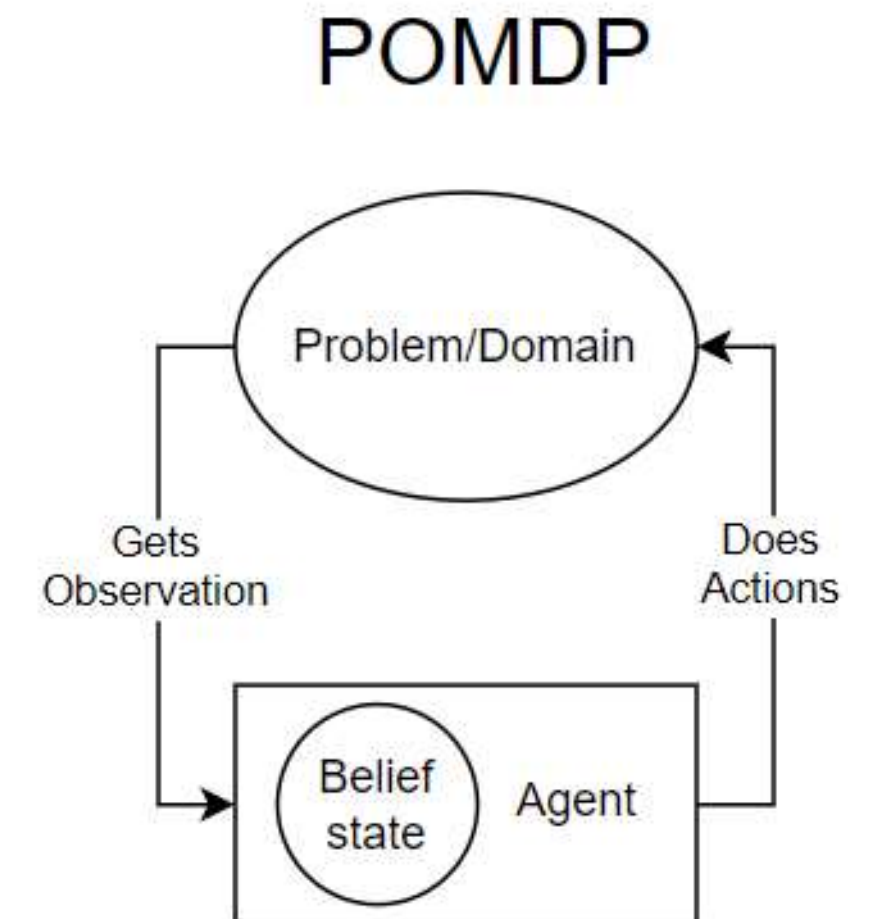 POMDP
Problem/Domain
Gets
Observation
Does
Actions
Belief
state
Agent